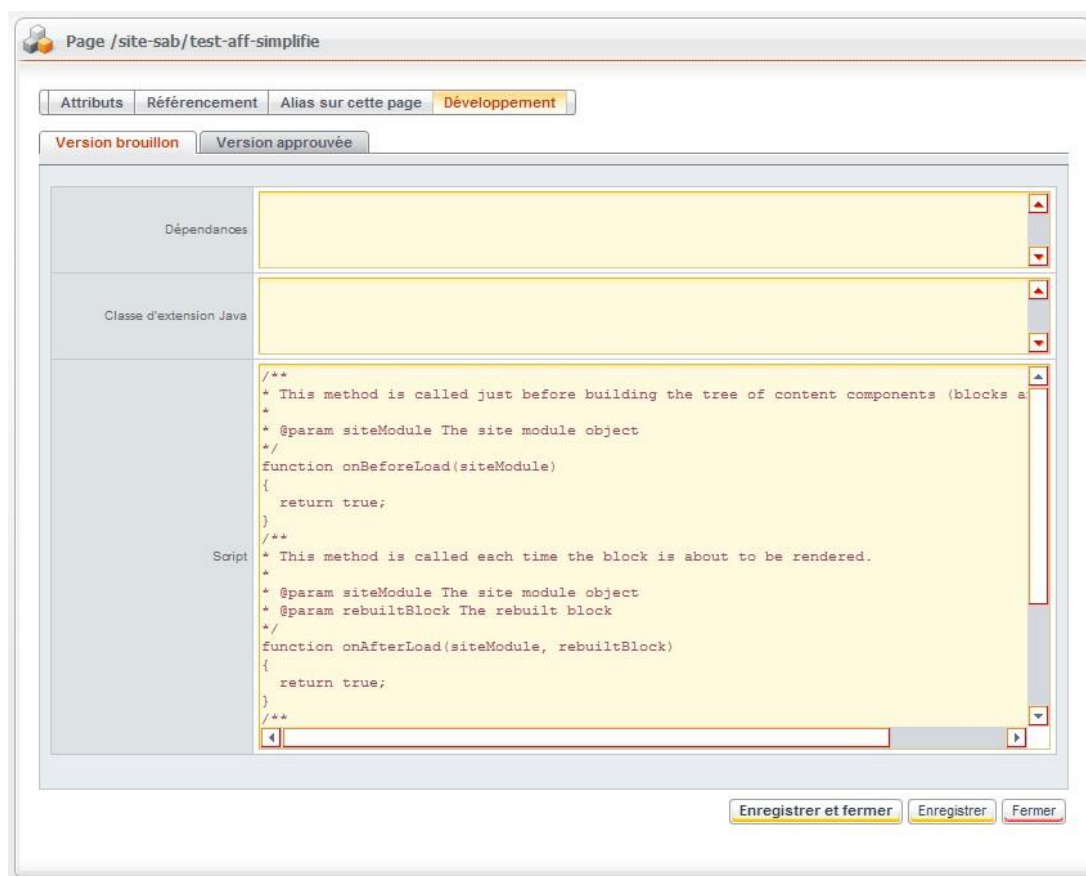 Page /site-sab/test-aff-simplifie
Attributs Référencement Alias sur cette page Développement
Version brouillon Version approuvée
Dépendances
Classe d'extension Java
Script
/**
* This method is called just before building the tree of content components (blocks
*
* @param siteModule The site module object
*/
function onBeforeLoad(siteModule)
{
  return true;
}
/**
* This method is called each time the block is about to be rendered.
*
* @param siteModule The site module object
* @param rebuiltBlock The rebuilt block
*/
function onAfterLoad(siteModule, rebuiltBlock)
{
  return true;
}
/**
Enregistrer et fermer Enregistrer Fermer